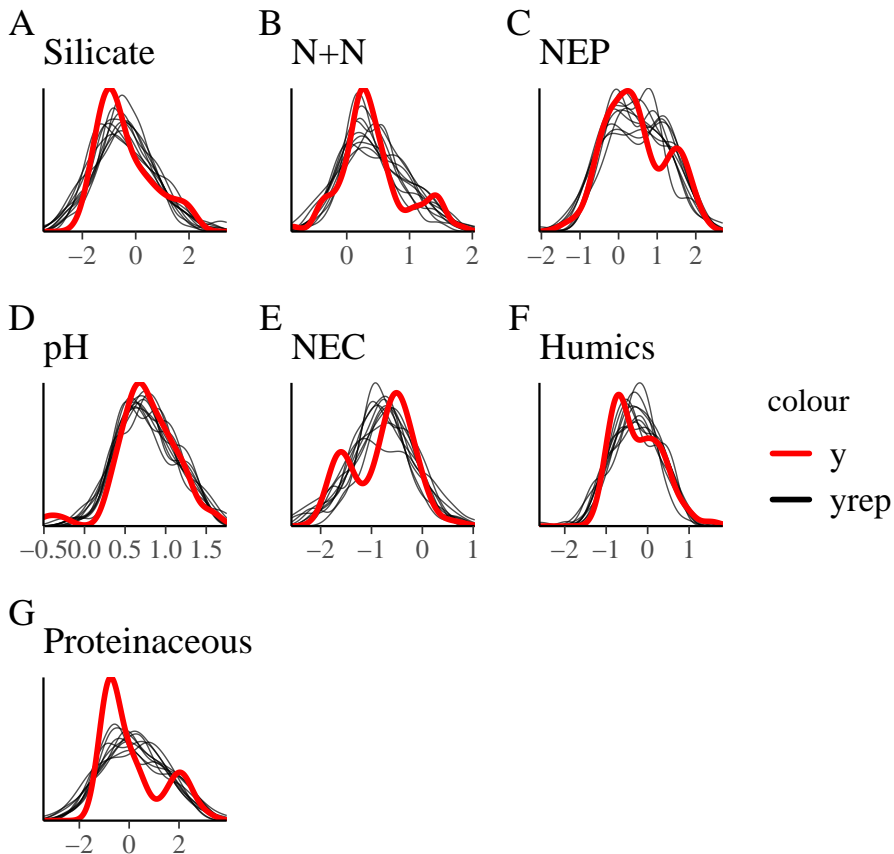 A
Silicate
−2 0 2
B
N+N
0 1 2
C
NEP
−2 −1 0 1 2
D
pH
−0.5 0.0 0.5 1.0 1.5
E
NEC
−2 −1 0 1
F
Humics
−2 −1 0 1
colour
y
yrep
G
Proteinaceous
−2 0 2